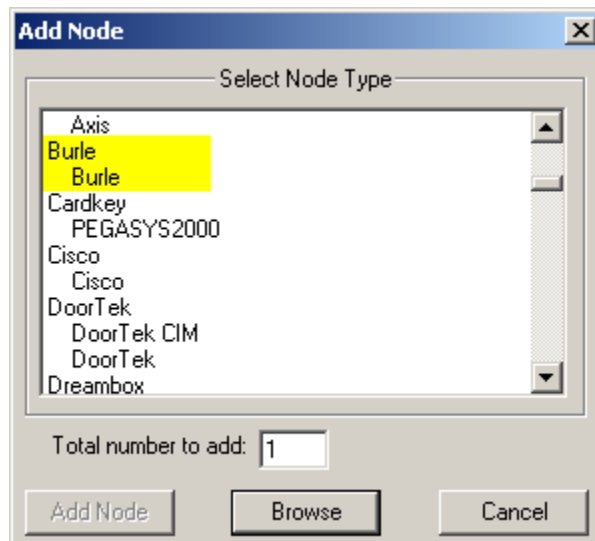 Add Node
Select Node Type
Axis
Burle
Burle
Cardkey
PEGASYS2000
Cisco
Cisco
DoorTek
DoorTek CIM
DoorTek
Dreambox
Total number to add: 1
Add Node Browse Cancel